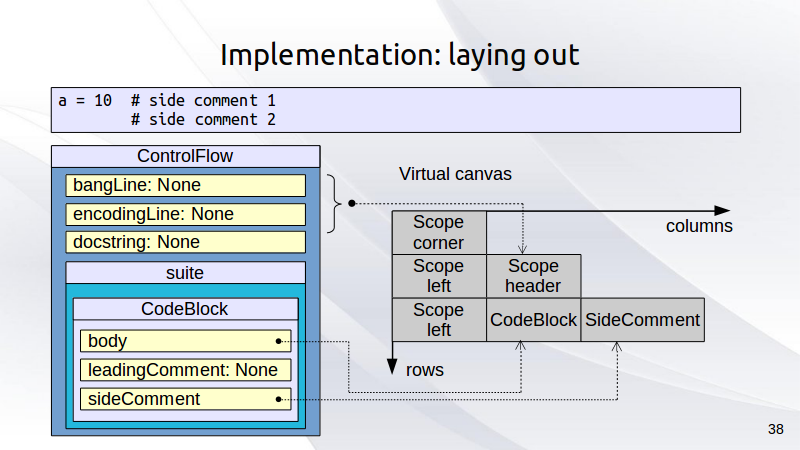 Implementation: laying out
a = 10  # side comment 1
# side comment 2
ControlFlow
bangLine: None
encodingLine: None
docstring: None
suite
CodeBlock
body
leadingComment: None
sideComment
Virtual canvas
columns
Scope
corner
Scope
left
Scope
header
Scope
left
CodeBlock
SideComment
rows
38